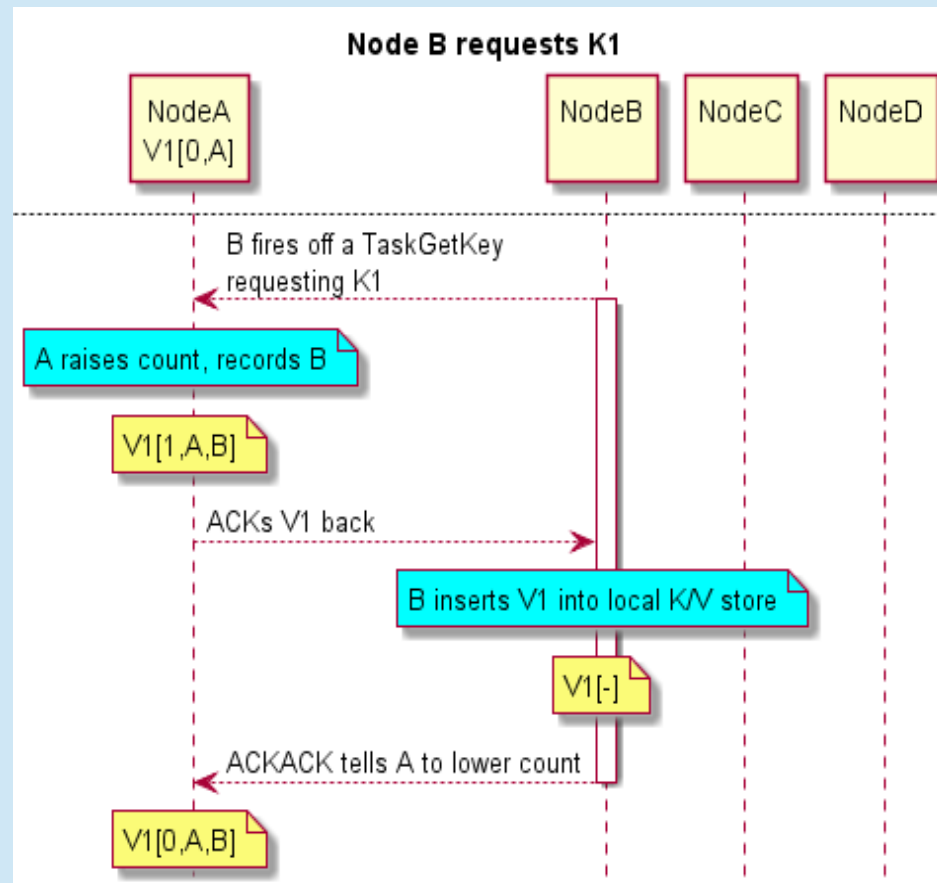 Node B requests K1
NodeA
V1[0,A]
NodeB
NodeC
NodeD
B fires off a TaskGetKey
requesting K1
A raises count, records B
V1[1,A,B]
ACKs V1 back
B inserts V1 into local K/V store
V1[-]
ACKACK tells A to lower count
V1[0,A,B]